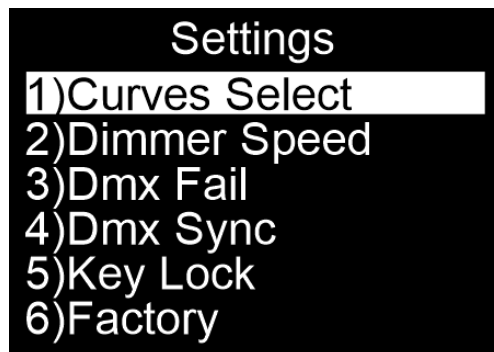 Settings
1)Curves Select
2)Dimmer Speed
3)Dmx Fail
4)Dmx Sync
5)Key Lock
6)Factory